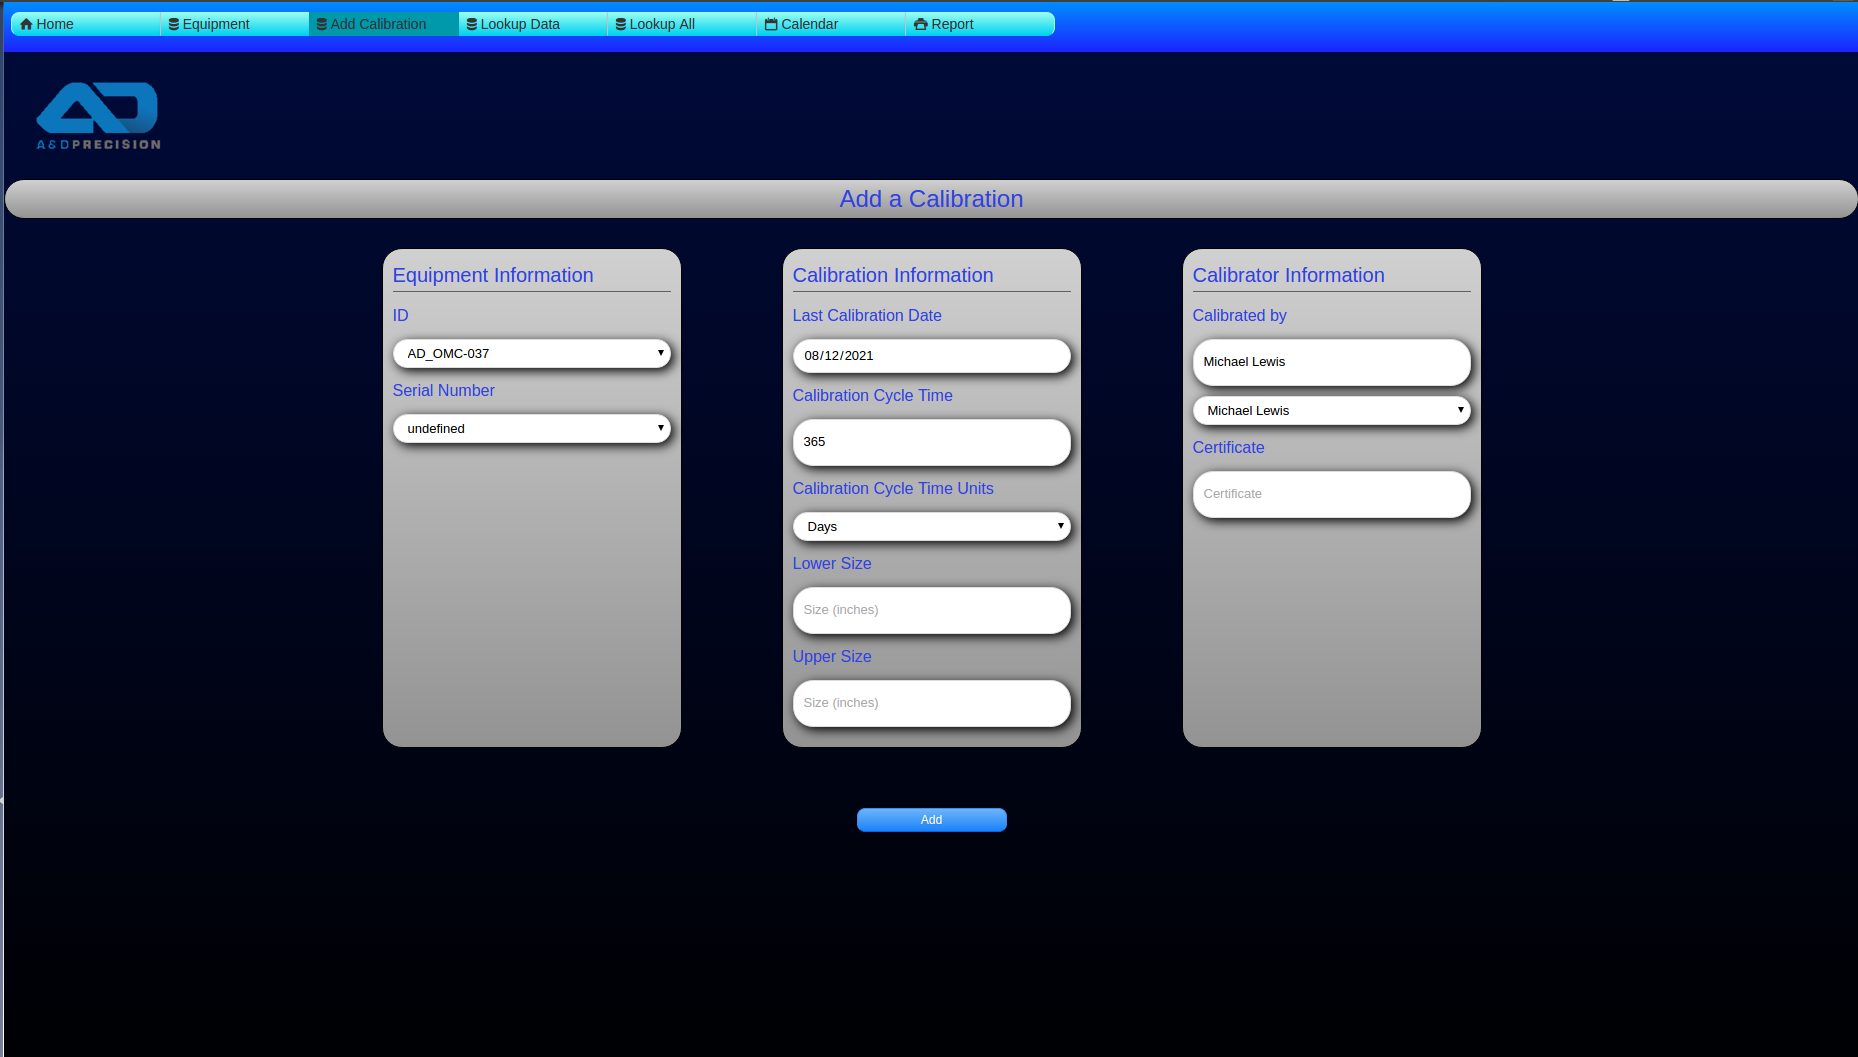 Home
Equipment
Add Calibration
Lookup Data
Lookup All
Calendar
Report
A&DPRECISION
Add a Calibration
Equipment Information
ID
AD_OMC-037
Serial Number
undefined
Calibration Information
Last Calibration Date
08/12/2021
Calibration Cycle Time
365
Calibration Cycle Time Units
Days
Lower Size
Size (inches)
Upper Size
Size (inches)
Calibrator Information
Calibrated by
Michael Lewis
Michael Lewis
Certificate
Certificate
Add